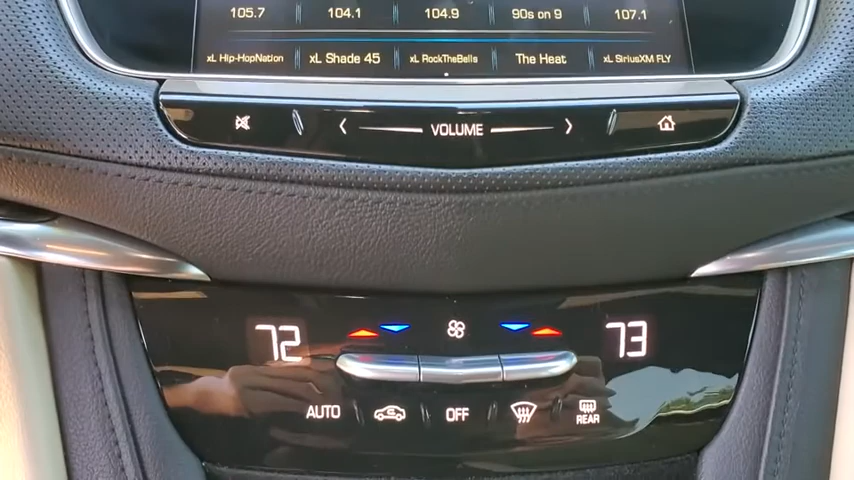 105.7 104.1 104.9 90s on 9 107.1
xL Hip-HopNation xL Shade 45 xL RockTheBells The Heat xL SiriusXM FLY
VOLUME
72 73
AUTO OFF REAR